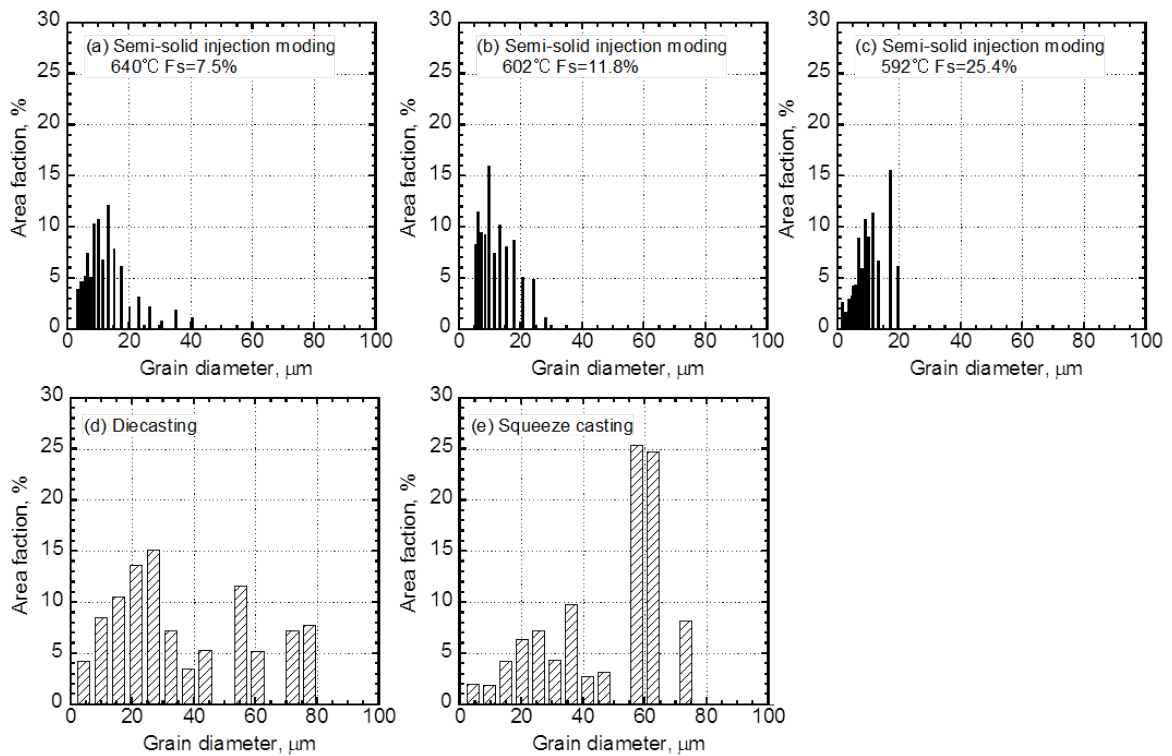 (a) Semi-solid injection moding
640℃ Fs=7.5%
Area faction, %
30
25
20
15
10
5
0
0 20 40 60 80 100
Grain diameter, μm
(b) Semi-solid injection moding
602℃ Fs=11.8%
Area faction, %
30
25
20
15
10
5
0
0 20 40 60 80 100
Grain diameter, μm
(c) Semi-solid injection moding
592℃ Fs=25.4%
Area faction, %
30
25
20
15
10
5
0
0 20 40 60 80 100
Grain diameter, μm
(d) Diecasting
Area faction, %
30
25
20
15
10
5
0
0 20 40 60 80 100
Grain diameter, μm
(e) Squeeze casting
Area faction, %
30
25
20
15
10
5
0
0 20 40 60 80 100
Grain diameter, μm